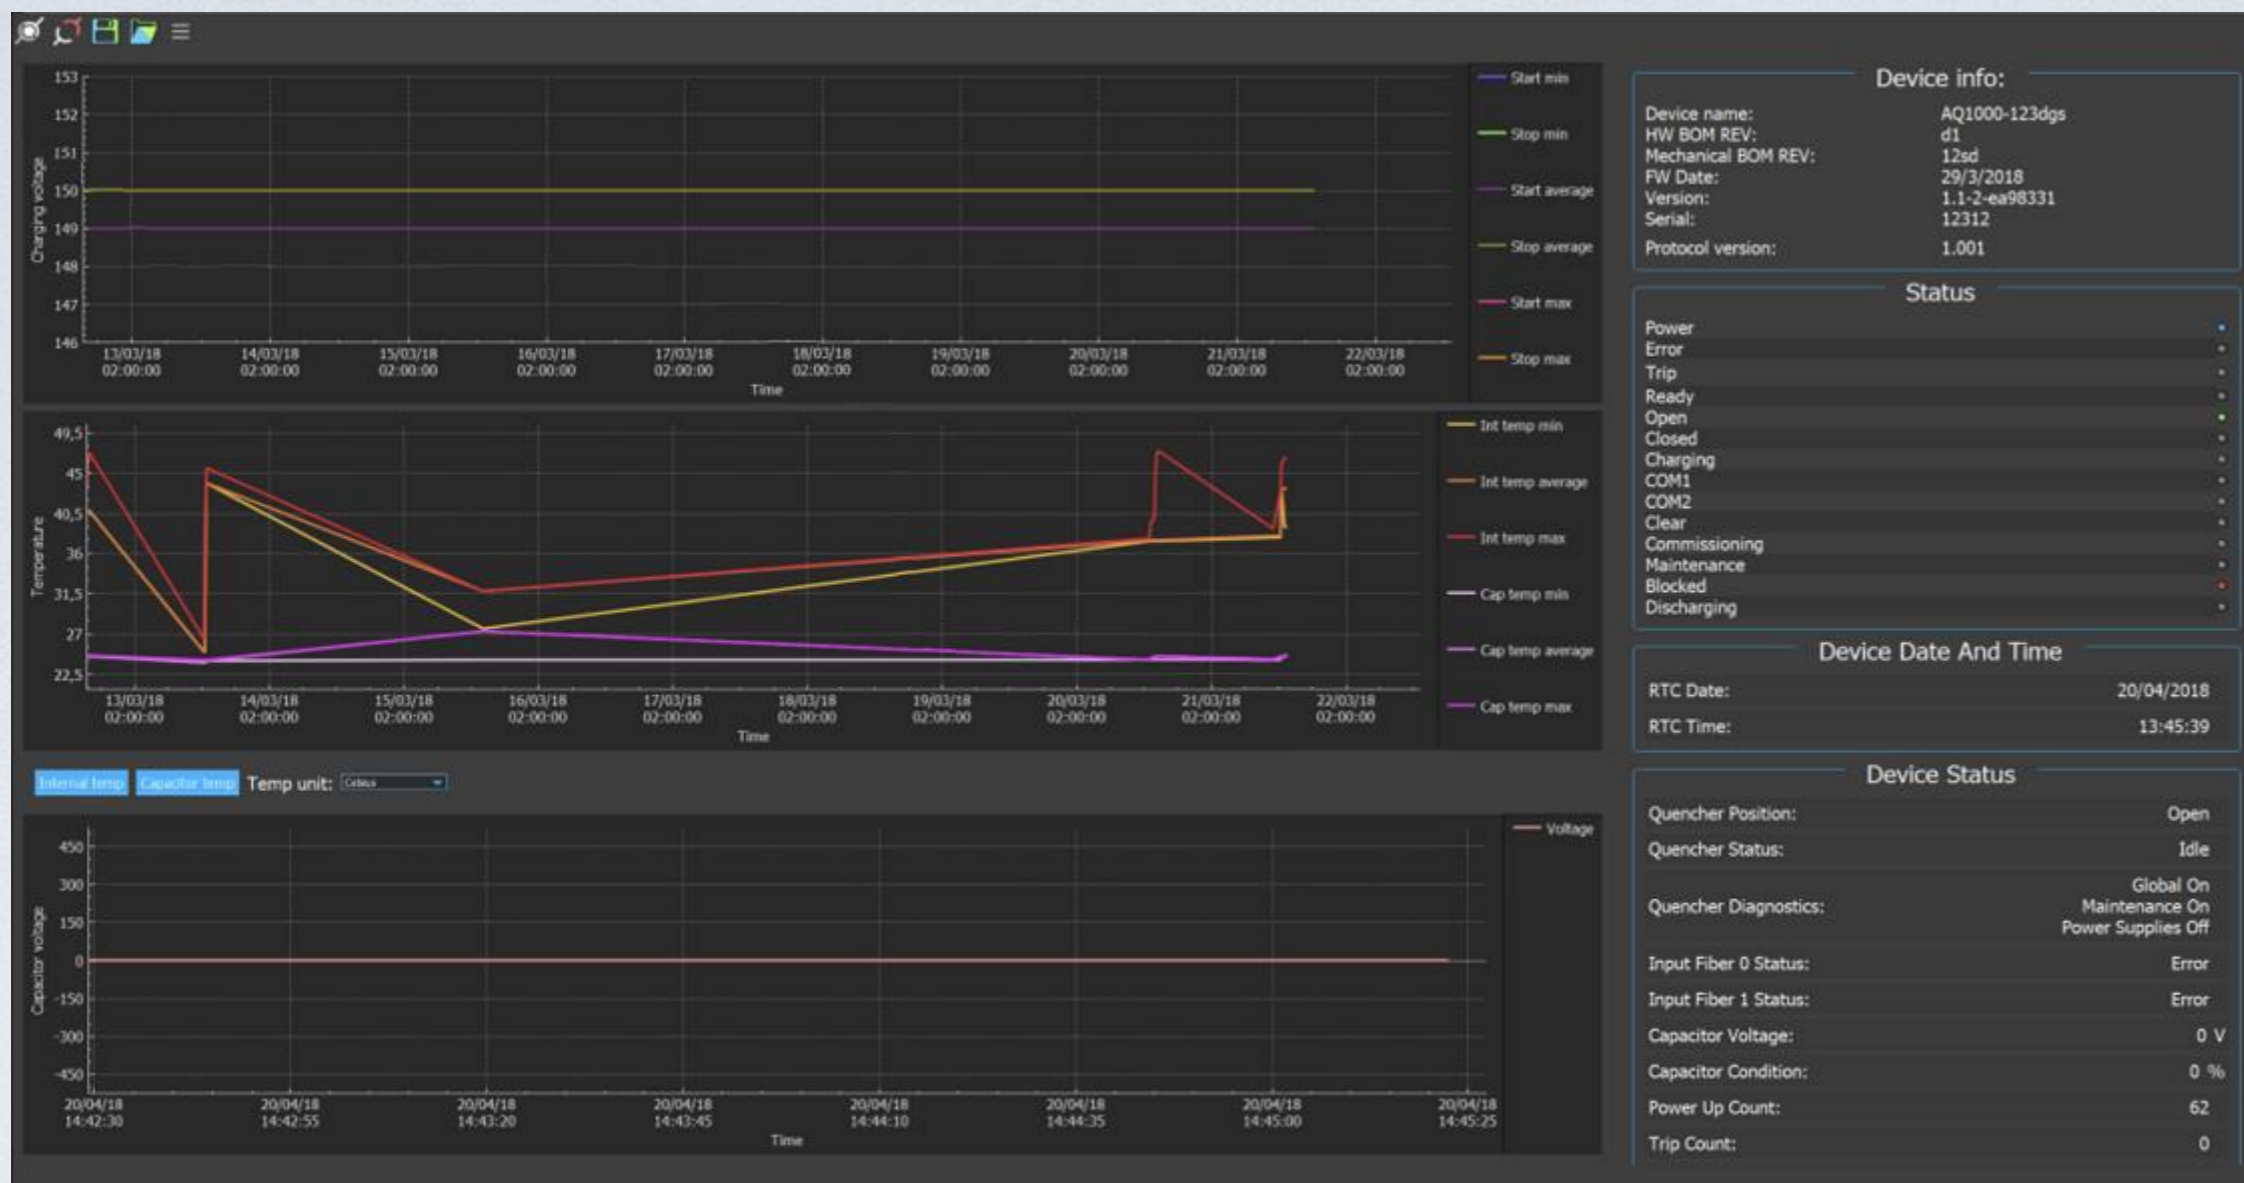 153
152
151
150
149
148
147
146
Charging voltage
13/03/18 14/03/18 15/03/18 16/03/18 17/03/18 18/03/18 19/03/18 20/03/18 21/03/18 22/03/18
02:00:00 02:00:00 02:00:00 02:00:00 02:00:00 02:00:00 02:00:00 02:00:00 02:00:00 02:00:00
Time
Start min
Stop min
Start average
Stop average
Start max
Stop max
49,5
45
40,5
36
31,5
27
22,5
Temperature
13/03/18 14/03/18 15/03/18 16/03/18 17/03/18 18/03/18 19/03/18 20/03/18 21/03/18 22/03/18
02:00:00 02:00:00 02:00:00 02:00:00 02:00:00 02:00:00 02:00:00 02:00:00 02:00:00 02:00:00
Time
Int temp min
Int temp average
Int temp max
Cap temp min
Cap temp average
Cap temp max
Internal temp Capacitor temp Temp unit: Celsius
450
300
150
0
-150
-300
-450
Capacitor voltage
20/04/18 20/04/18 20/04/18 20/04/18 20/04/18 20/04/18 20/04/18 20/04/18
14:42:30 14:42:55 14:43:20 14:43:45 14:44:10 14:44:35 14:45:00 14:45:25
Time
Voltage
Device info:
Device name: AQ1000-123dgs
HW BOM REV: d1
Mechanical BOM REV: 12sd
FW Date: 29/3/2018
Version: 1.1-2-ea98331
Serial: 12312
Protocol version: 1.001
Status
Power
Error
Trip
Ready
Open
Closed
Charging
COM1
COM2
Clear
Commissioning
Maintenance
Blocked
Discharging
Device Date And Time
RTC Date: 20/04/2018
RTC Time: 13:45:39
Device Status
Quencher Position: Open
Quencher Status: Idle
Quencher Diagnostics: Global On
Maintenance On
Power Supplies Off
Input Fiber 0 Status: Error
Input Fiber 1 Status: Error
Capacitor Voltage: 0 V
Capacitor Condition: 0 %
Power Up Count: 62
Trip Count: 0